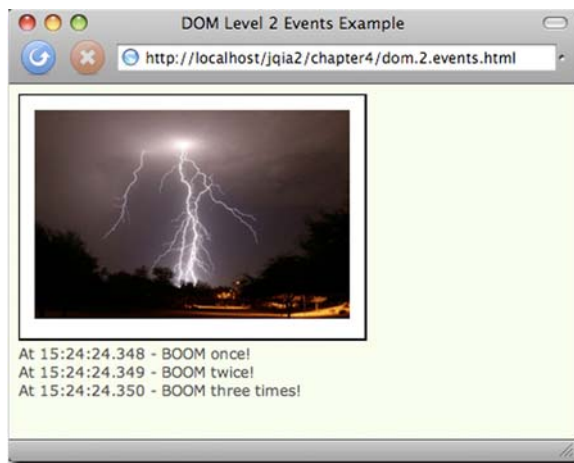 DOM Level 2 Events Example
http://localhost/jqia2/chapter4/dom.2.events.html
At 15:24:24.348 - BOOM once!
At 15:24:24.349 - BOOM twice!
At 15:24:24.350 - BOOM three times!